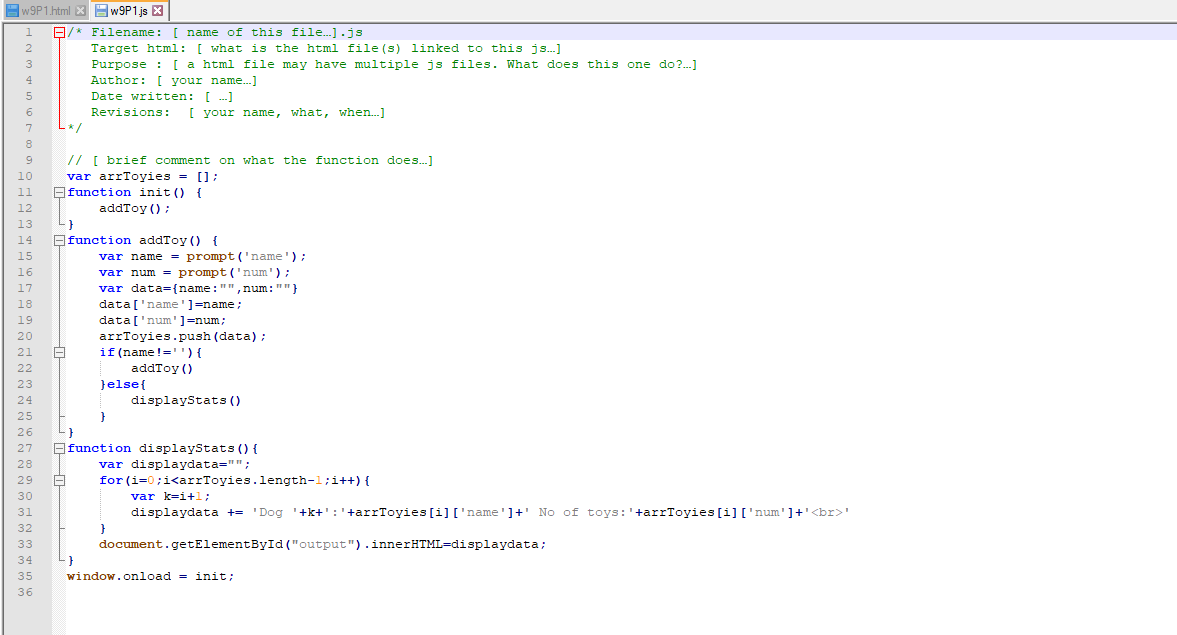 w9P1.html w9P1.js
1 /* Filename: [ name of this file…].js
2 Target html: [ what is the html file(s) linked to this js…]
3 Purpose : [ a html file may have multiple js files. What does this one do?…]
4 Author: [ your name…]
5 Date written: [ …]
6 Revisions:  [ your name, what, when…]
7 */
8
9 // [ brief comment on what the function does…]
10 var arrToyies = [];
11 function init() {
12     addToy();
13 }
14 function addToy() {
15     var name = prompt('name');
16     var num = prompt('num');
17     var data={name:"",num:""}
18     data['name']=name;
19     data['num']=num;
20     arrToyies.push(data);
21     if(name!=''){
22         addToy()
23     }else{
24         displayStats()
25     }
26 }
27 function displayStats(){
28     var displaydata="";
29     for(i=0;i<arrToyies.length-1;i++){
30         var k=i+1;
31         displaydata += 'Dog '+k+':'+arrToyies[i]['name']+' No of toys:'+arrToyies[i]['num']+'<br>'
32     }
33     document.getElementById("output").innerHTML=displaydata;
34 }
35 window.onload = init;
36